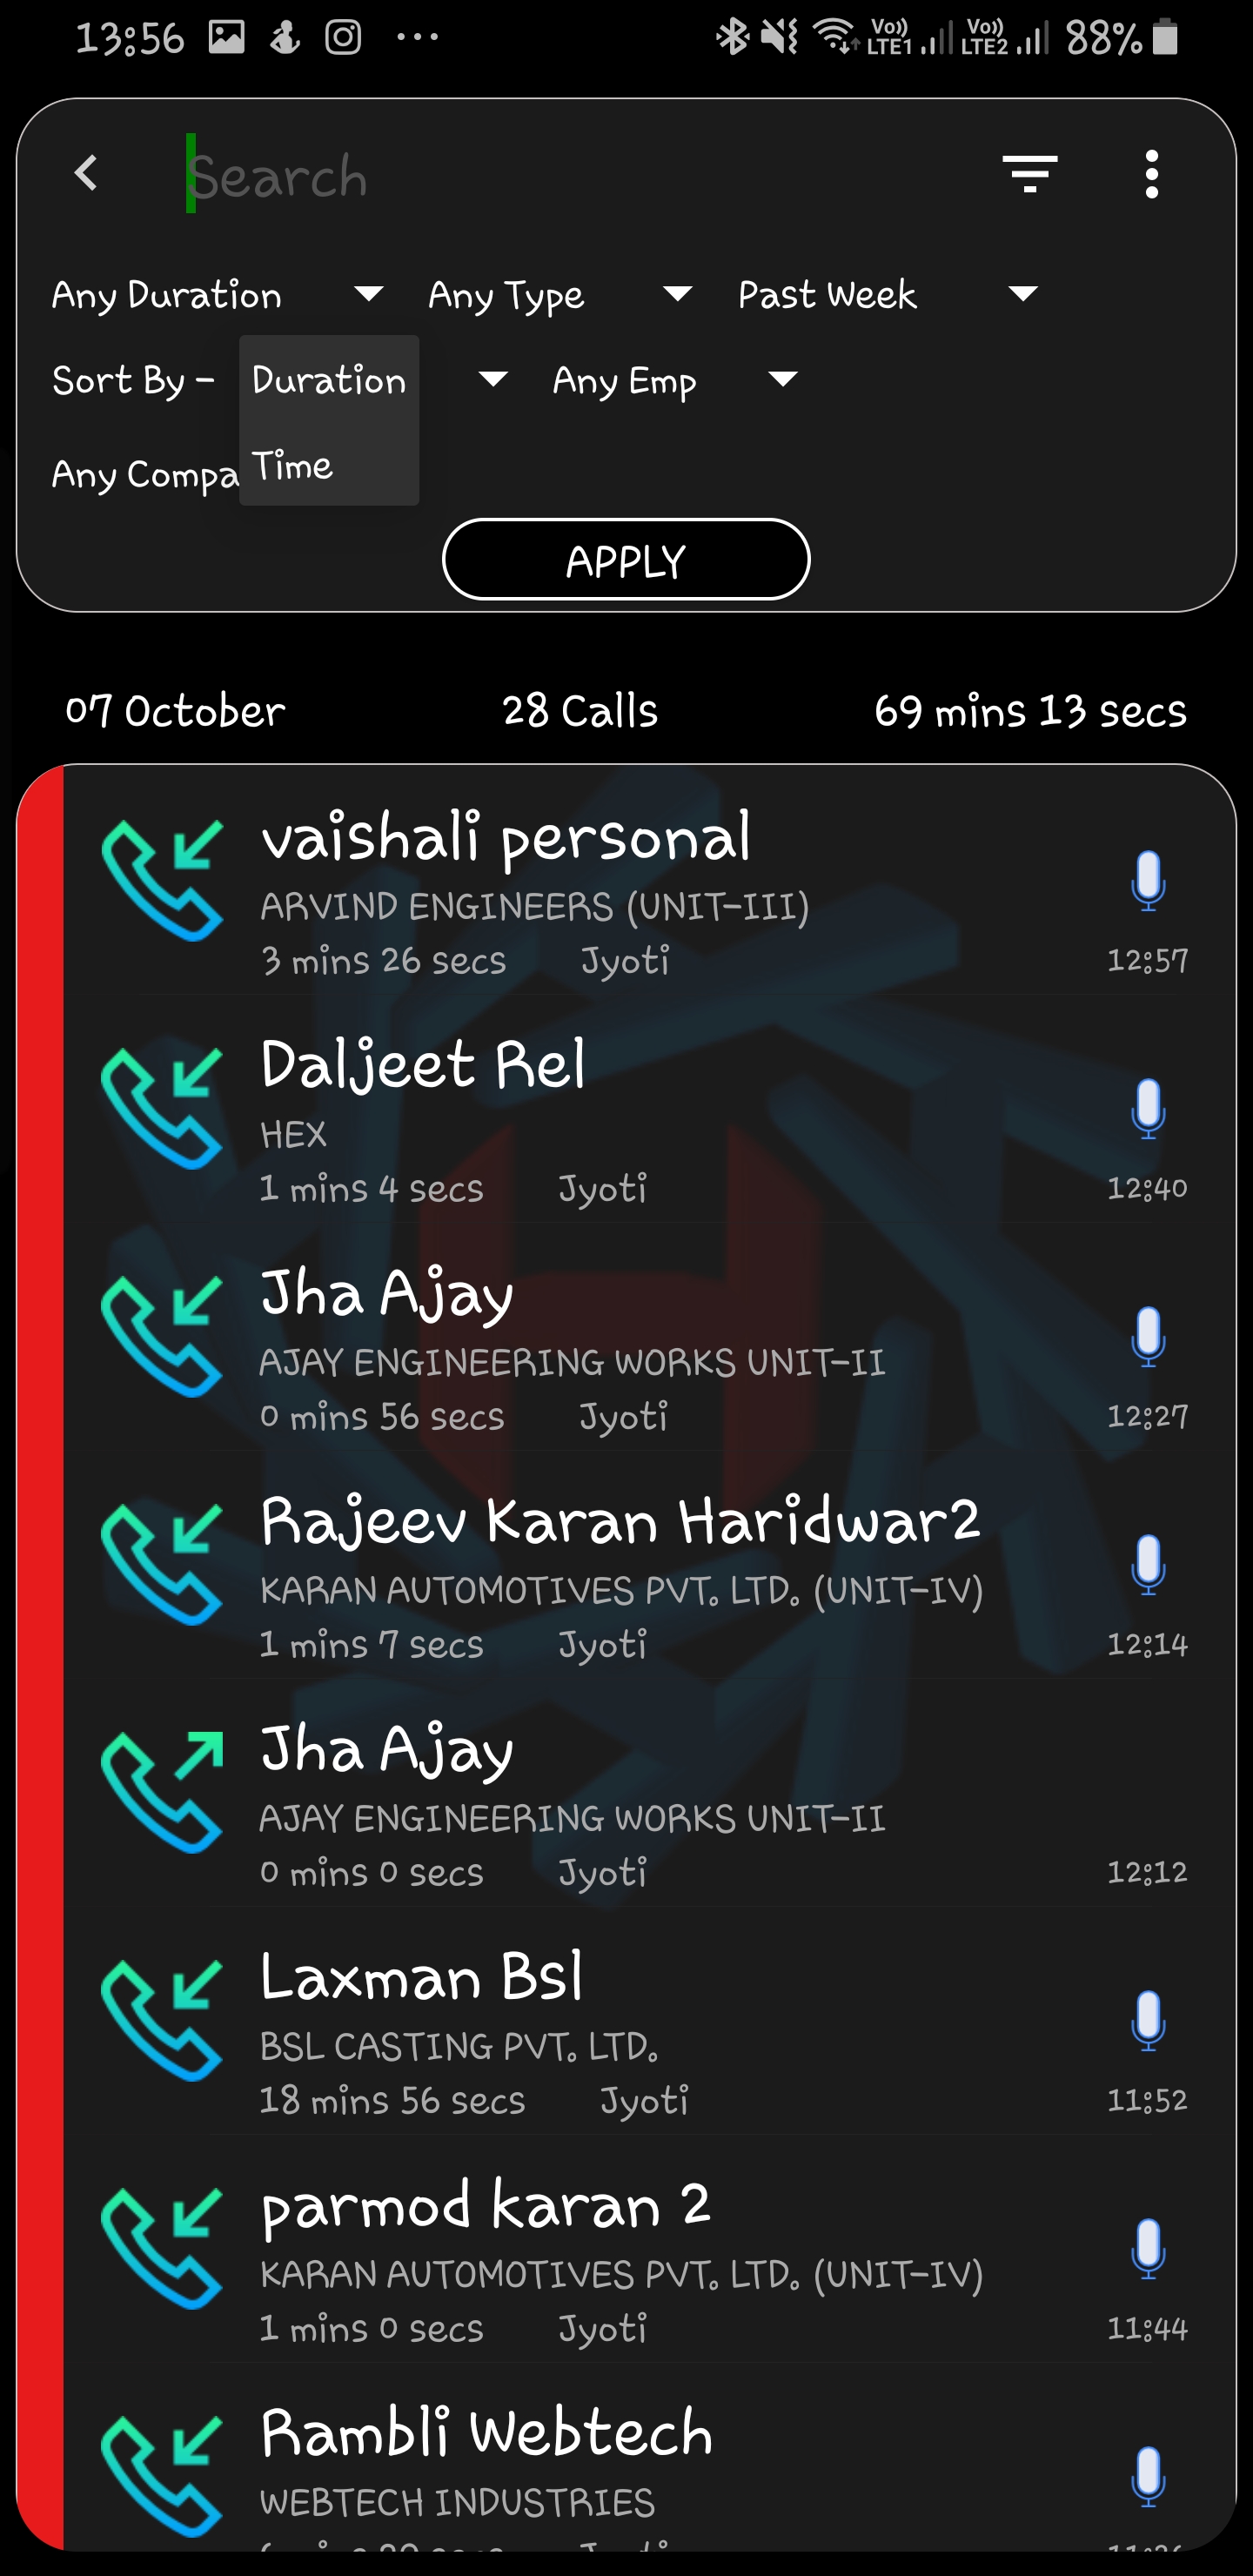 13:56 Vo)) LTE1 Vo)) LTE2 88%
Search
Any Duration Any Type Past Week
Sort By - Duration Any Emp
Time
Any Compa
APPLY
07 October 28 Calls 69 mins 13 secs
vaishali personal
ARVIND ENGINEERS (UNIT-III)
3 mins 26 secs Jyoti 12:57
Daljeet Rel
HEX
1 mins 4 secs Jyoti 12:40
Jha Ajay
AJAY ENGINEERING WORKS UNIT-II
0 mins 56 secs Jyoti 12:27
Rajeev Karan Haridwar2
KARAN AUTOMOTIVES PVT. LTD. (UNIT-IV)
1 mins 7 secs Jyoti 12:14
Jha Ajay
AJAY ENGINEERING WORKS UNIT-II
0 mins 0 secs Jyoti 12:12
Laxman Bsl
BSL CASTING PVT. LTD.
18 mins 56 secs Jyoti 11:52
parmod karan 2
KARAN AUTOMOTIVES PVT. LTD. (UNIT-IV)
1 mins 0 secs Jyoti 11:44
Rambli Webtech
WEBTECH INDUSTRIES